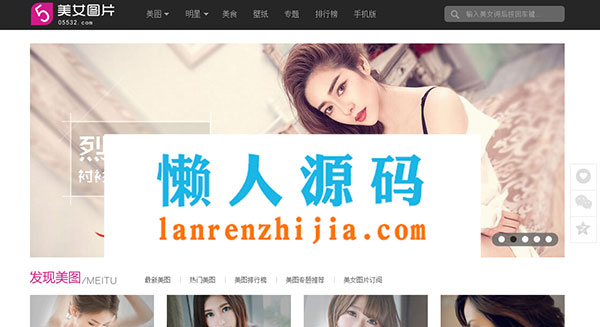 美女图片
05532.com
美图 明星 美食 壁纸 专题 排行榜 手机版
输入美女词后按回车键...
烈
衬衫
懒人源码
lanrenzhijia.com
发现美图/MEITU
最新美图 热门美图 美图排行榜 美图专题推荐 美女图片订阅